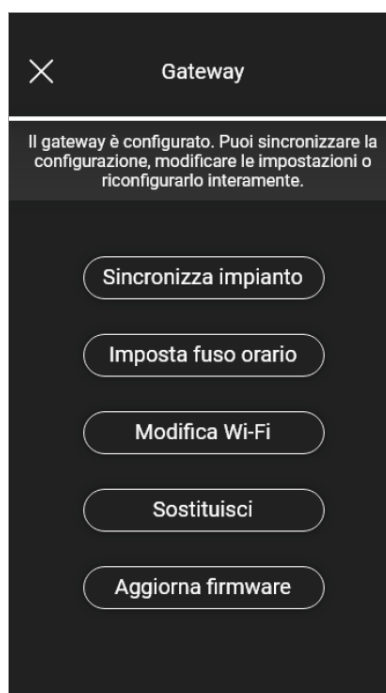 Gateway
Il gateway è configurato. Puoi sincronizzare la
configurazione, modificare le impostazioni o
riconfigurarlo interamente.
Sincronizza impianto
Imposta fuso orario
Modifica Wi-Fi
Sostituisci
Aggiorna firmware